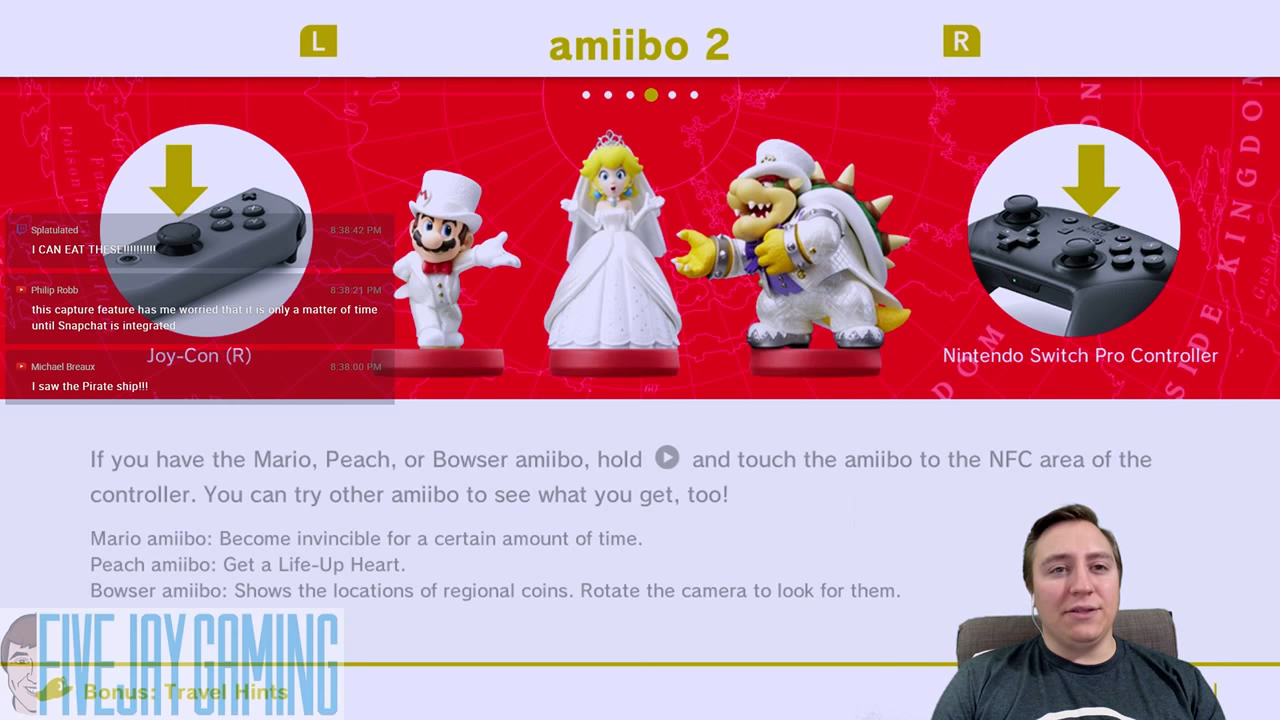 L
amiibo 2
R
Splatulated 8:38:42 PM
I CAN EAT THESE!!!!!!!!!!
Philip Robb 8:38:21 PM
this capture feature has me worried that it is only a matter of time
until Snapchat is integrated
Michael Breaux 8:38:00 PM
I saw the Pirate ship!!!
Joy-Con (R)
Nintendo Switch Pro Controller
KINGDOM
SIDE
If you have the Mario, Peach, or Bowser amiibo, hold and touch the amiibo to the NFC area of the
controller. You can try other amiibo to see what you get, too!
Mario amiibo: Become invincible for a certain amount of time.
Peach amiibo: Get a Life-Up Heart.
Bowser amiibo: Shows the locations of regional coins. Rotate the camera to look for them.
FIVE JAY GAMING
Bonus: Travel Hints